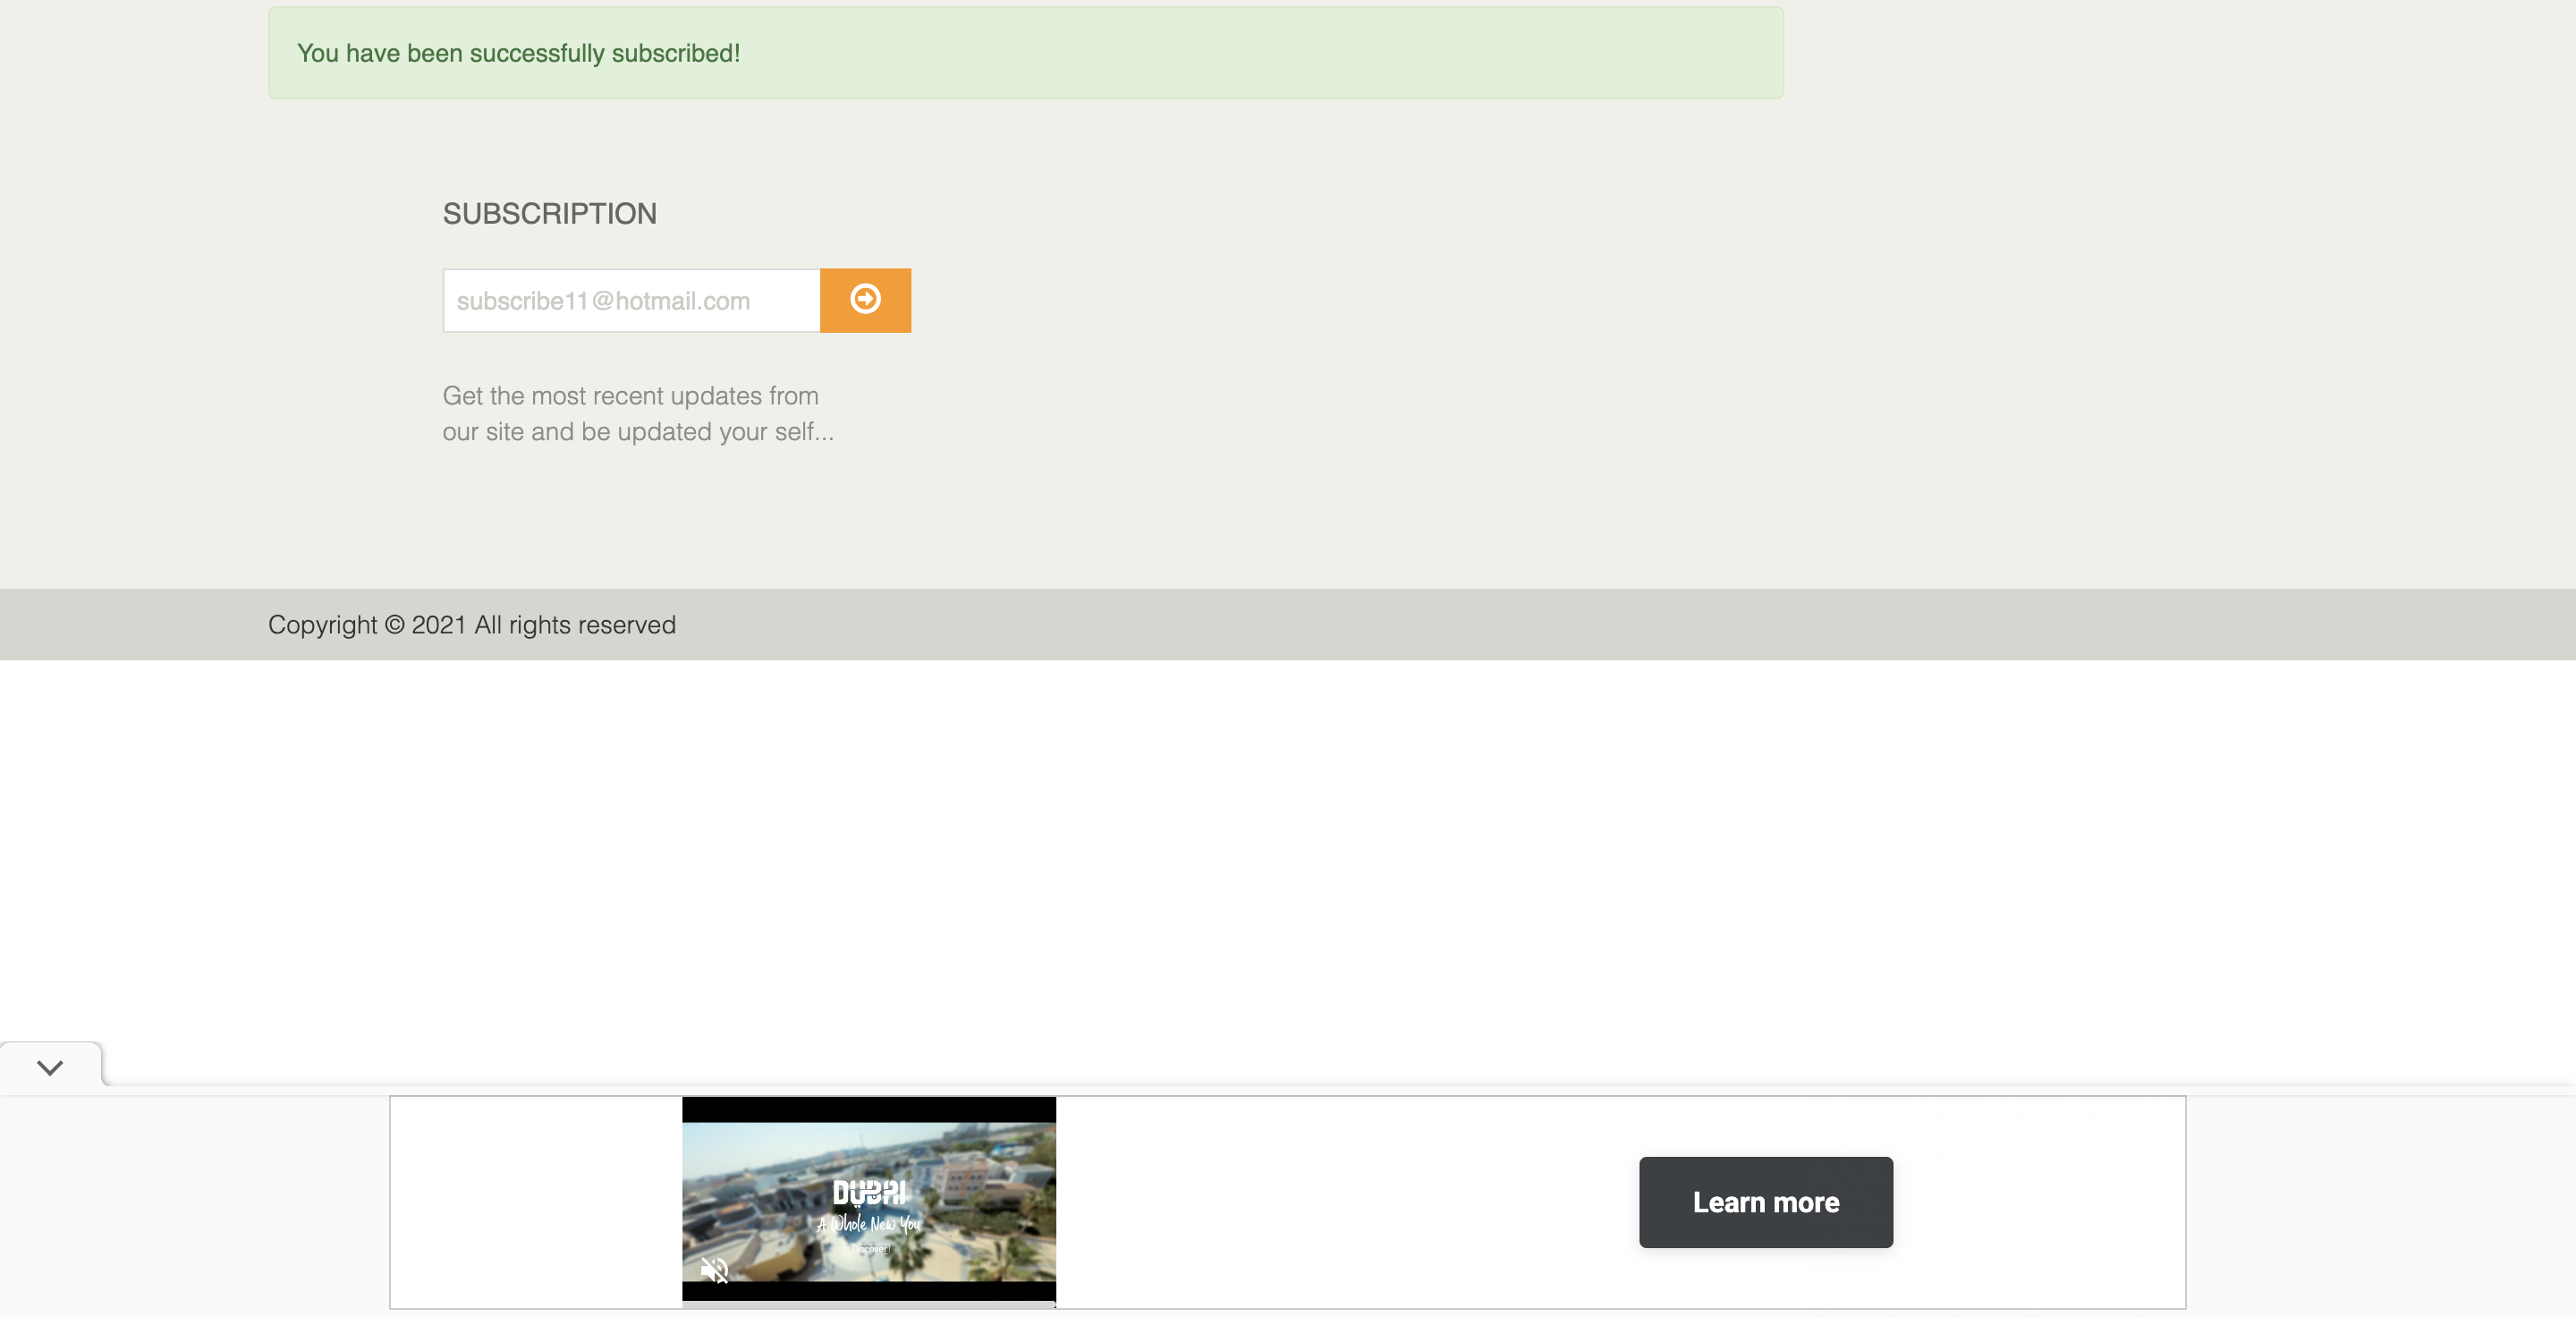 You have been successfully subscribed!
SUBSCRIPTION
subscribe11@hotmail.com
Get the most recent updates from
our site and be updated your self...
Copyright © 2021 All rights reserved
DUBAI
A Whole New You
Discover
Learn more